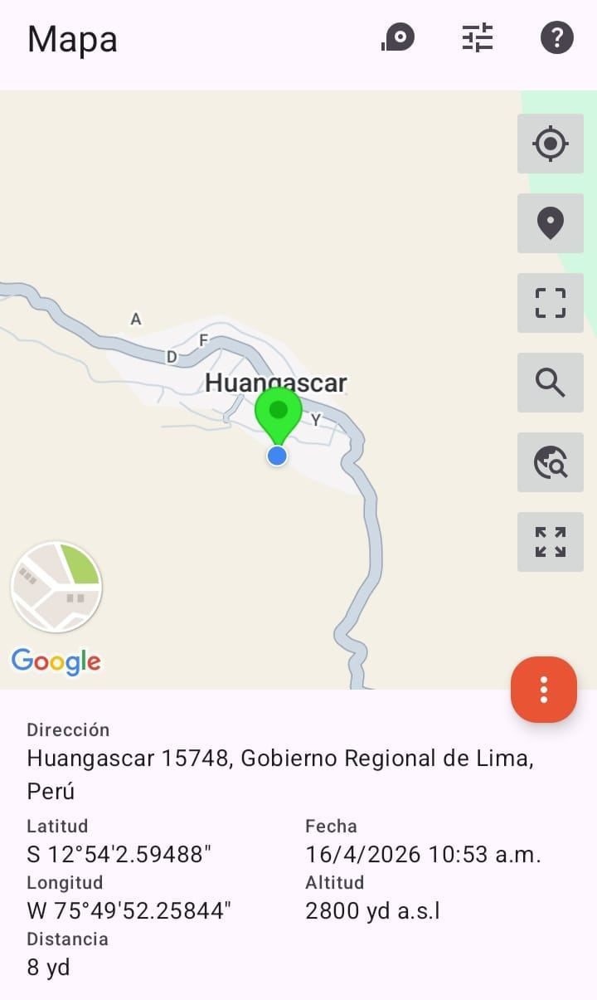 Mapa
A
F
D
Huangascar
Y
Google
Dirección
Huangascar 15748, Gobierno Regional de Lima,
Perú
Latitud
S 12°54'2.59488"
Fecha
16/4/2026 10:53 a.m.
Longitud
W 75°49'52.25844"
Altitud
2800 yd a.s.l
Distancia
8 yd